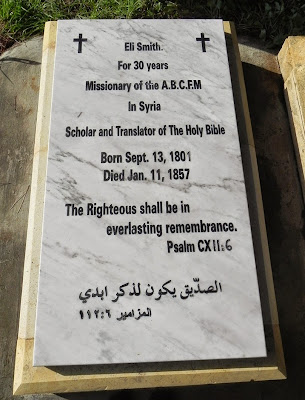 Eli Smith.
For 30 years
Missionary of the A.B.C.F.M
In Syria
Scholar and Translator of The Holy Bible
Born Sept. 13, 1801
Died Jan. 11, 1857
The Righteous shall be in
everlasting remembrance.
Psalm CXII:6
الصدّيق يكون لذكر ابدي
المزامير ١١٢:٦